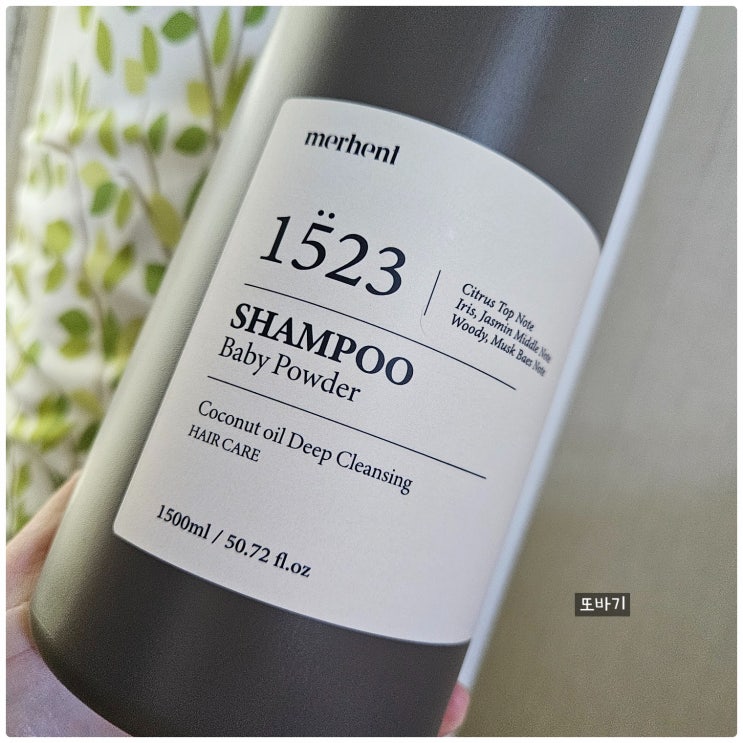 merhenl
1523
Citrus Top Note
Iris, Jasmin Middle Note
Woody, Musk Baes Note
SHAMPOO
Baby Powder
Coconut oil Deep Cleansing
HAIR CARE
1500ml / 50.72 fl.oz
또바기